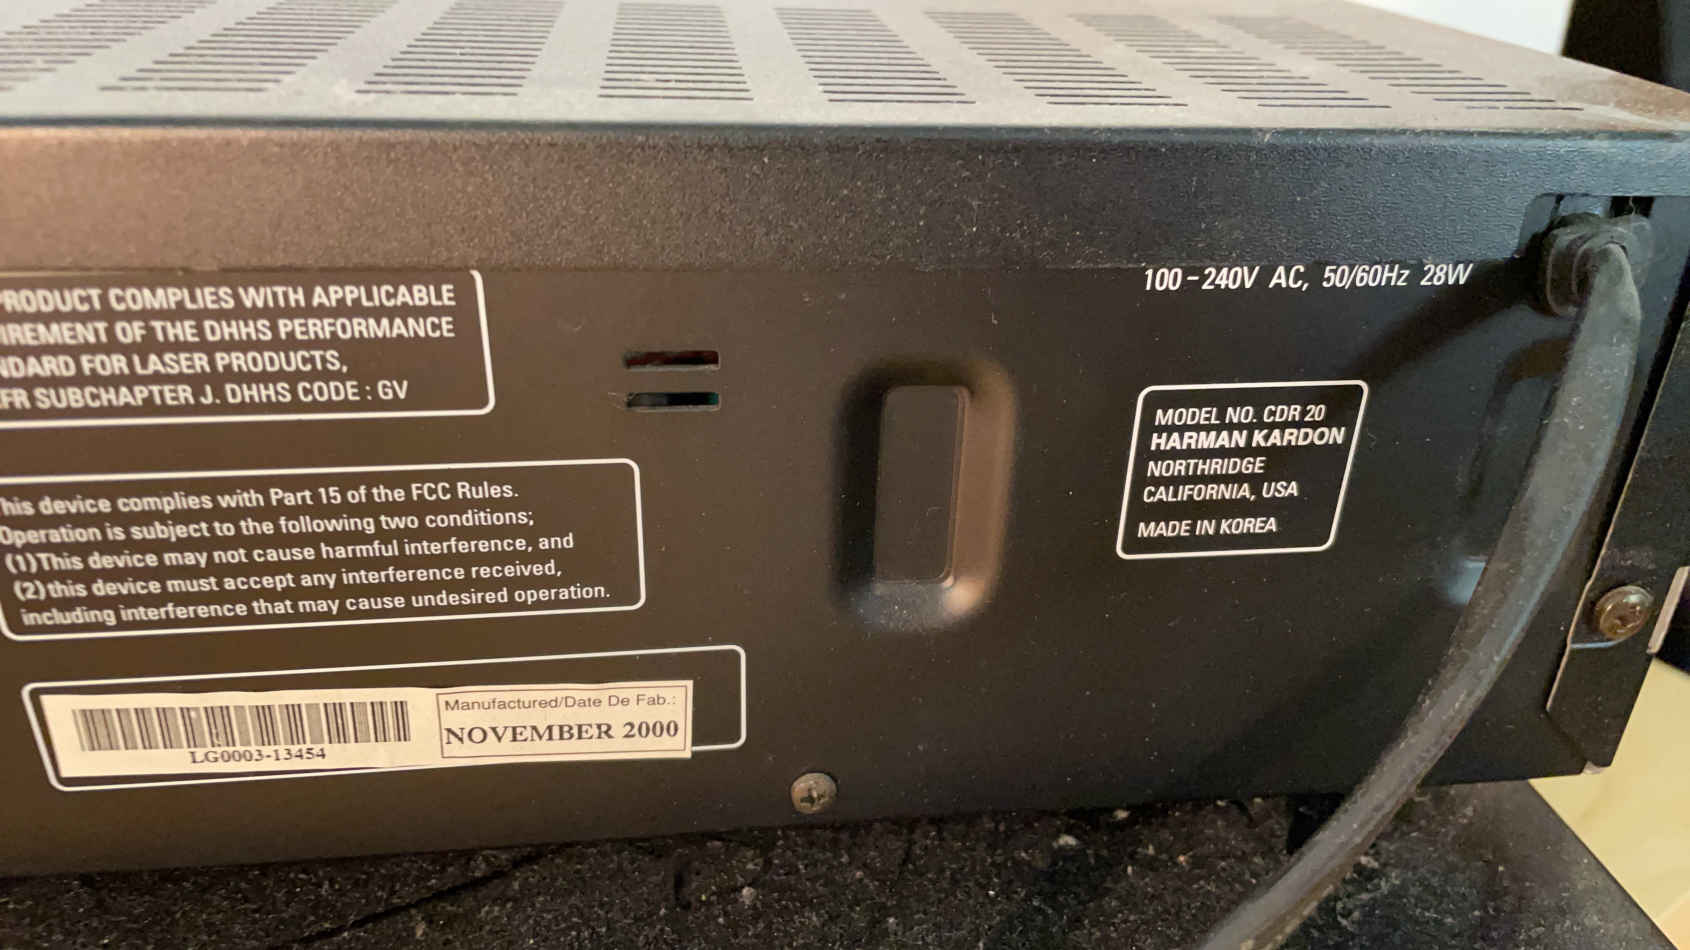 PRODUCT COMPLIES WITH APPLICABLE
IREMENT OF THE DHHS PERFORMANCE
NDARD FOR LASER PRODUCTS,
FR SUBCHAPTER J. DHHS CODE : GV
his device complies with Part 15 of the FCC Rules.
Operation is subject to the following two conditions;
(1)This device may not cause harmful interference, and
(2)this device must accept any interference received,
including interference that may cause undesired operation.
LG0003-13454
Manufactured/Date De Fab.:
NOVEMBER 2000
100-240V AC, 50/60Hz 28W
MODEL NO. CDR 20
HARMAN KARDON
NORTHRIDGE
CALIFORNIA, USA
MADE IN KOREA